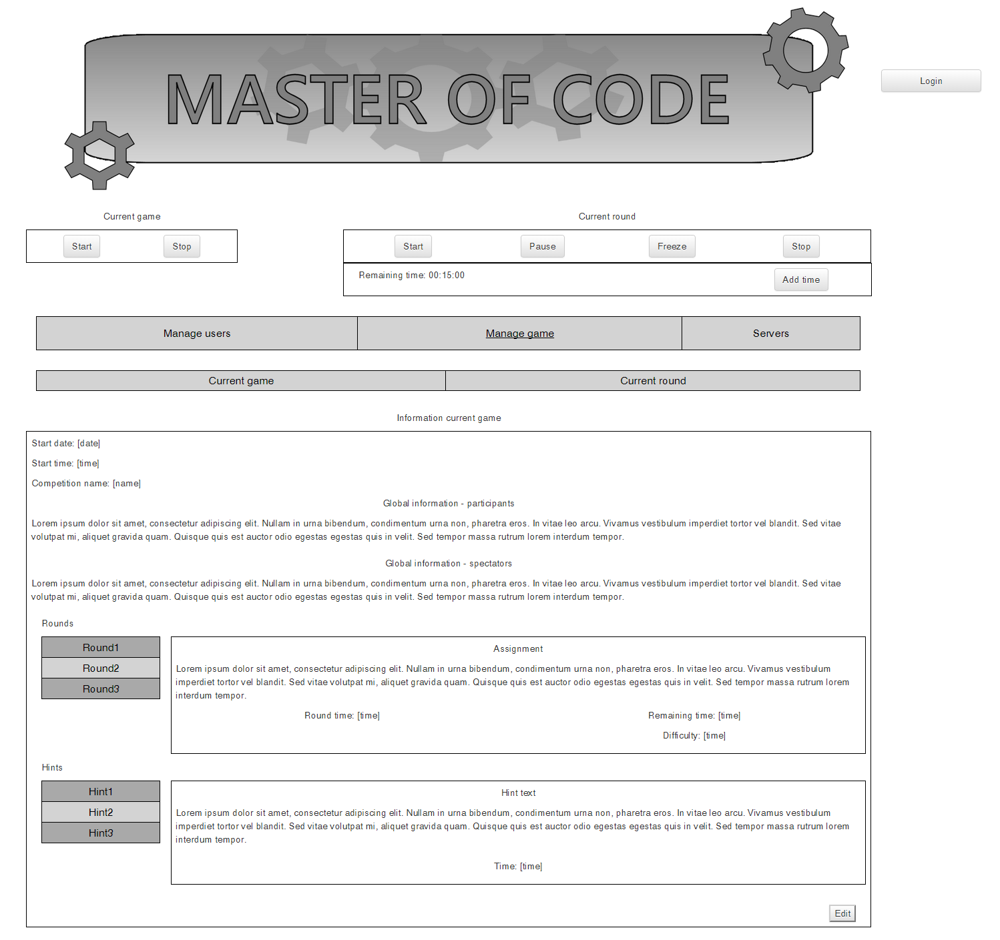 MASTER OF CODE
Login
Current game
Current round
Start
Stop
Start
Pause
Freeze
Stop
Remaining time: 00:15:00
Add time
Manage users
Manage game
Servers
Current game
Current round
Information current game
Start date: [date]
Start time: [time]
Competition name: [name]
Global information - participants
Lorem ipsum dolor sit amet, consectetur adipiscing elit. Nullam in urna bibendum, condimentum urna non, pharetra eros. In vitae leo arcu. Vivamus vestibulum imperdiet tortor vel blandit. Sed vitae
volutpat mi, aliquet gravida quam. Quisque quis est auctor odio egestas egestas quis in velit. Sed tempor massa rutrum lorem interdum tempor.
Global information - spectators
Lorem ipsum dolor sit amet, consectetur adipiscing elit. Nullam in urna bibendum, condimentum urna non, pharetra eros. In vitae leo arcu. Vivamus vestibulum imperdiet tortor vel blandit. Sed vitae
volutpat mi, aliquet gravida quam. Quisque quis est auctor odio egestas egestas quis in velit. Sed tempor massa rutrum lorem interdum tempor.
Rounds
Round1
Round2
Round3
Assignment
Lorem ipsum dolor sit amet, consectetur adipiscing elit. Nullam in urna bibendum, condimentum urna non, pharetra eros. In vitae leo arcu. Vivamus vestibulum
imperdiet tortor vel blandit. Sed vitae volutpat mi, aliquet gravida quam. Quisque quis est auctor odio egestas egestas quis in velit. Sed tempor massa rutrum lorem
interdum tempor.
Round time: [time]
Remaining time: [time]
Difficulty: [time]
Hints
Hint1
Hint2
Hint3
Hint text
Lorem ipsum dolor sit amet, consectetur adipiscing elit. Nullam in urna bibendum, condimentum urna non, pharetra eros. In vitae leo arcu. Vivamus vestibulum
imperdiet tortor vel blandit. Sed vitae volutpat mi, aliquet gravida quam. Quisque quis est auctor odio egestas egestas quis in velit. Sed tempor massa rutrum lorem
interdum tempor.
Time: [time]
Edit